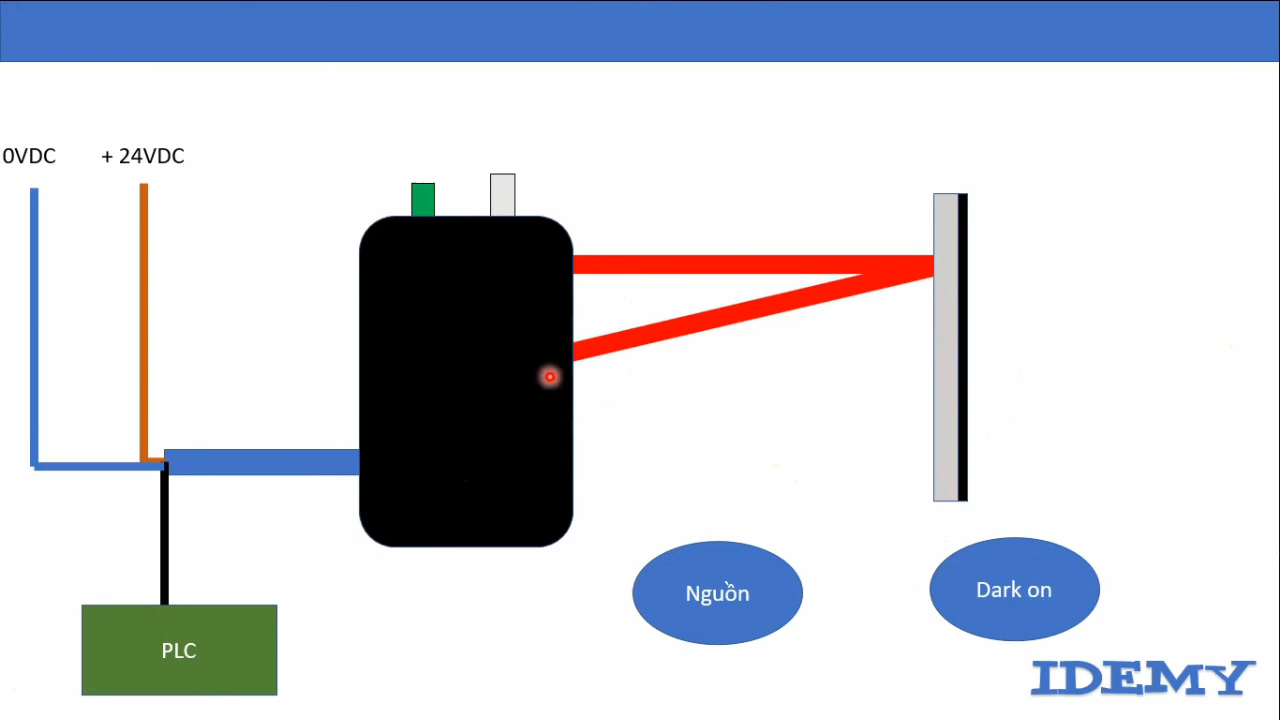 0VDC
+ 24VDC
Nguồn
Dark on
PLC
IDEMY